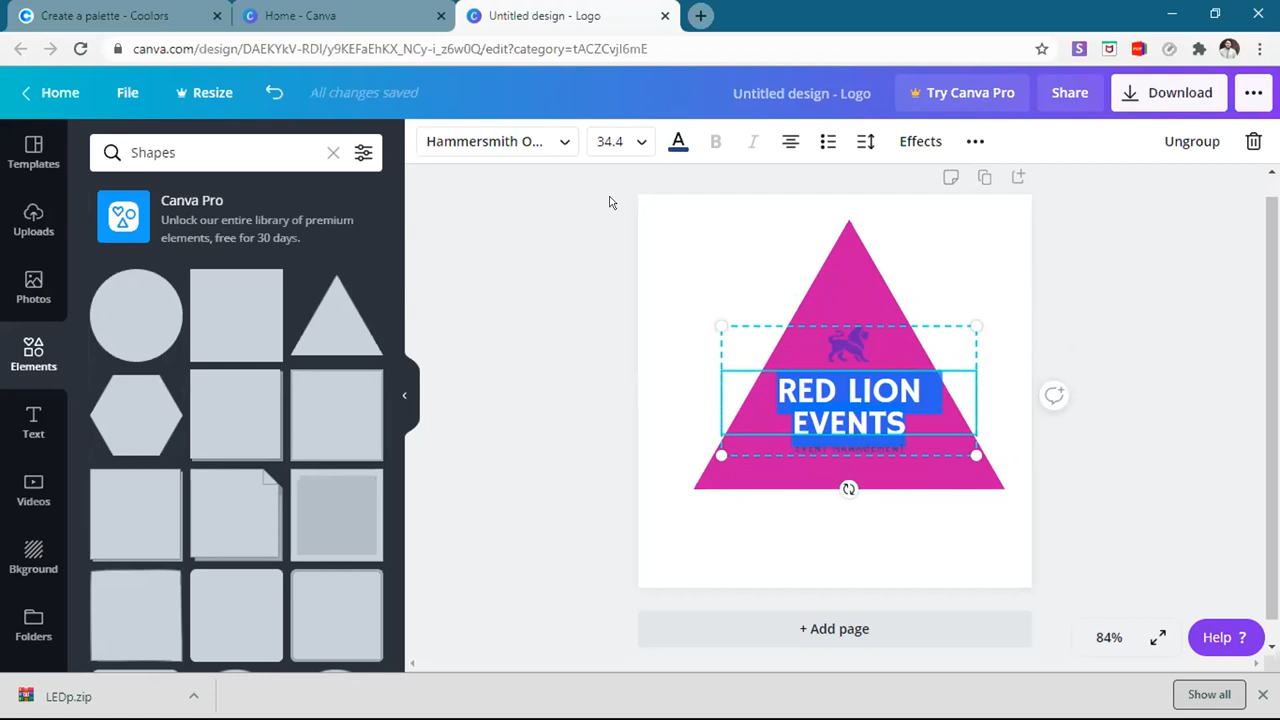 Create a palette - Coolors
Home - Canva
Untitled design - Logo
canva.com/design/DAEKYkV-RDI/y9KEFaEhKX_NCy-i_z6w0Q/edit?category=tACZCvjI6mE
Home
File
Resize
All changes saved
Untitled design - Logo
Try Canva Pro
Share
Download
Templates
Uploads
Photos
Elements
Text
Videos
Bkground
Folders
Shapes
Canva Pro
Unlock our entire library of premium
elements, free for 30 days.
Hammersmith O...
34.4
A
B
I
Effects
Ungroup
RED LION
EVENTS
EVENT MANAGEMENT
+ Add page
84%
Help ?
LEDp.zip
Show all